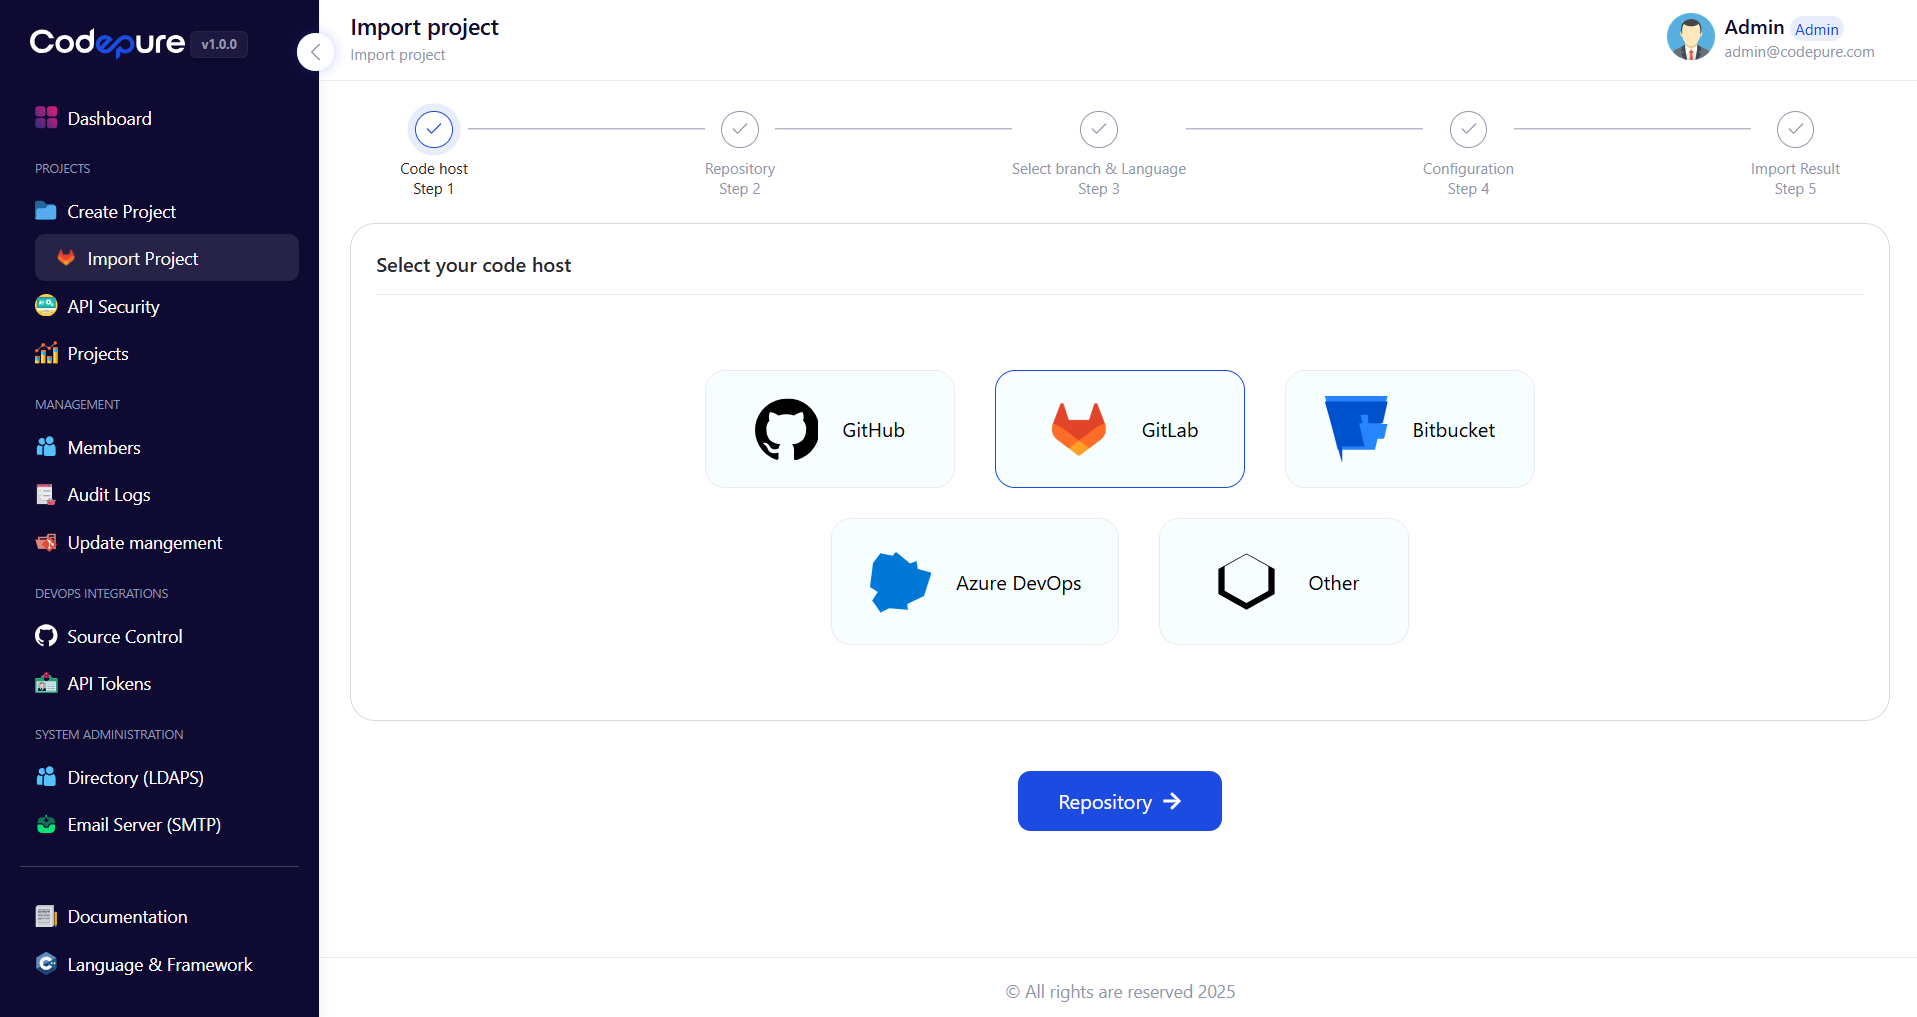 Codepure v1.0.0
Dashboard
PROJECTS
Create Project
Import Project
API Security
Projects
MANAGEMENT
Members
Audit Logs
Update mangement
DEVOPS INTEGRATIONS
Source Control
API Tokens
SYSTEM ADMINISTRATION
Directory (LDAPS)
Email Server (SMTP)
Documentation
Language & Framework
Import project
Import project
Admin Admin
admin@codepure.com
Code host
Step 1
Repository
Step 2
Select branch & Language
Step 3
Configuration
Step 4
Import Result
Step 5
Select your code host
GitHub
GitLab
Bitbucket
Azure DevOps
Other
Repository
© All rights are reserved 2025